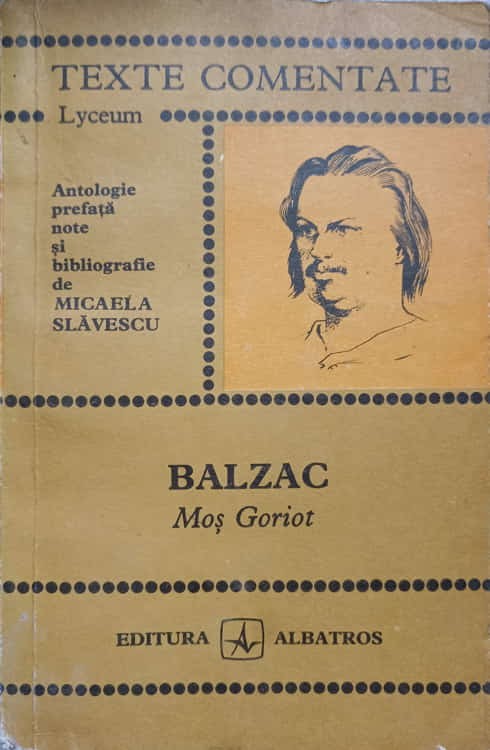 TEXTE COMENTATE
Lyceum
Antologie
prefață
note
și
bibliografie
de
MICAELA
SLĂVESCU
BALZAC
Moș Goriot
EDITURA ALBATROS